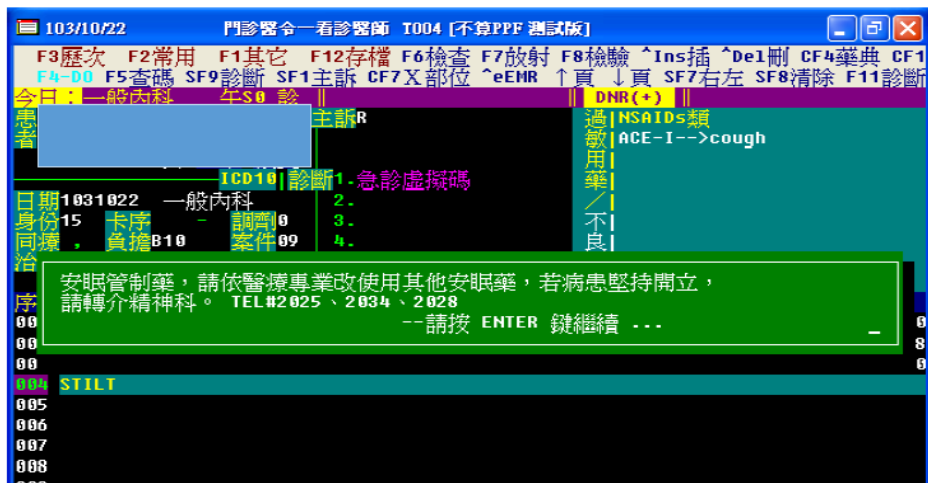 103/10/22 門診醫令一看診醫師 T004 [不算PPF 測試版]
F3歷次 F2常用 F1其它 F12存檔 F6檢查 F7放射 F8檢驗 ^Ins插 ^Del刪 CF4藥典 CF1
F4-DO F5查碼 SF9診斷 SF1主訴 CF7X部位 ^eEMR ↑頁 ↓頁 SF7右左 SF8清除 F11診斷
今日：一般內科 午S0 診 ‖ ‖ DNR(+) ‖
患 主訴R 過|NSAIDs類
者 敏|ACE-I-->cough
用|
ICD10|診斷1.急診虛擬碼 藥|
日期1031022 一般內科 2. ／|
身份15 卡序 - 調劑0 3. 不|
同療 , 負擔B10 案件09 4. 良|
治
安眠管制藥，請依醫療專業改使用其他安眠藥，若病患堅持開立，
請轉介精神科。 TEL#2025、2034、2028
--請按 ENTER 鍵繼續 ... _
序
00 0
00 8
00 0
004 STILT
005
006
007
008